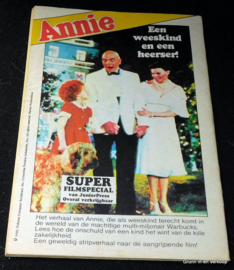 Annie
Een
weeskind
en een
heerser!
SUPER
FILMSPECIAL
van JuniorPress
Overal verkrijgbaar
Het verhaal van Annie, die als weeskind terecht komt in
de wereld van de machtige multi-miljonair Warbucks.
Lees hoe de onschuld van een kind het wint van de kille
zakelijkheid.
Een geweldig stripverhaal naar de aangrijpende film!